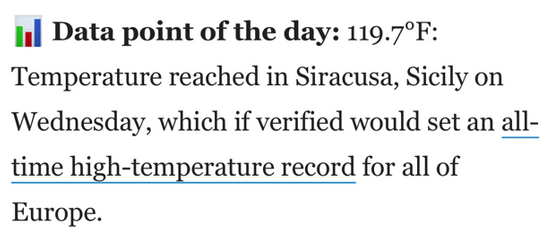 📊 Data point of the day: 119.7°F:
Temperature reached in Siracusa, Sicily on
Wednesday, which if verified would set an all-
time high-temperature record for all of
Europe.